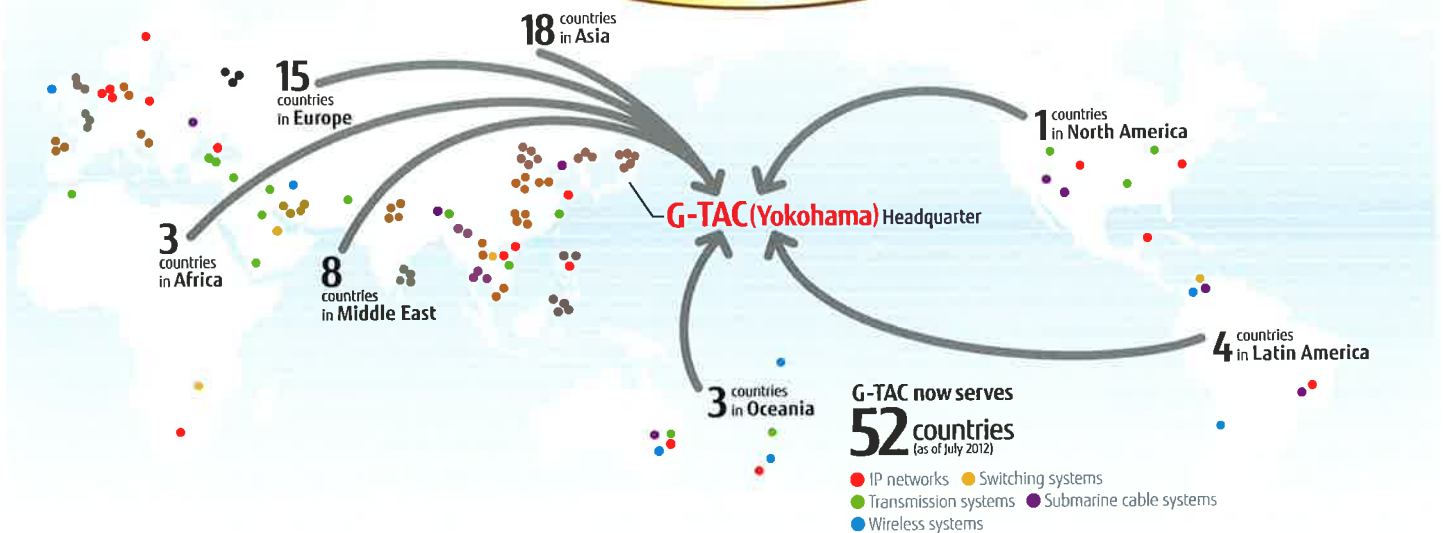 18 countries
in Asia
15
countries
in Europe
1 countries
in North America
G-TAC(Yokohama) Headquarter
3
countries
in Africa
8
countries
in Middle East
4 countries
in Latin America
3 countries
in Oceania
G-TAC now serves
52 countries
(as of July 2012)
IP networks Switching systems
Transmission systems Submarine cable systems
Wireless systems